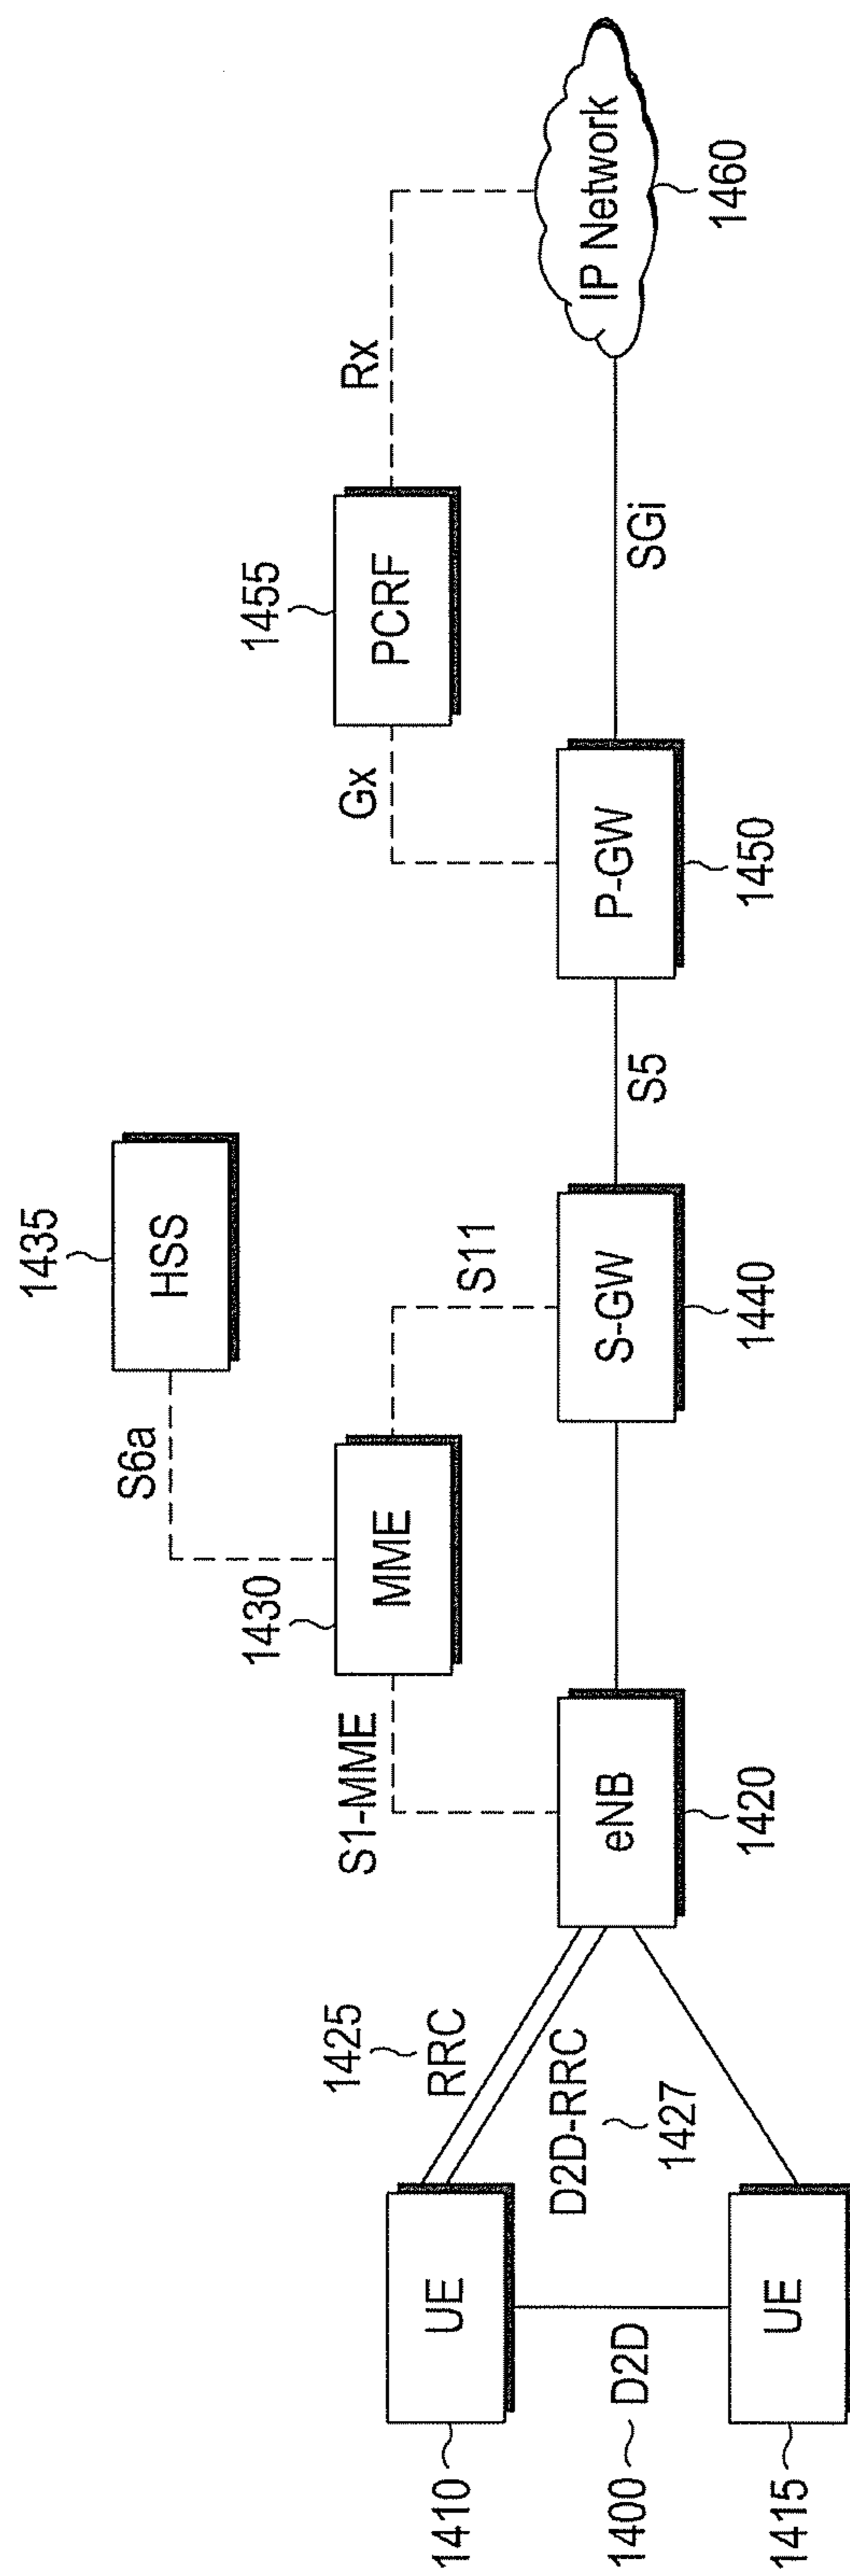 1435
HSS
S6a
1430
MME
S1-MME
S11
1455
PCRF
Gx
Rx
1410
UE
1425
RRC
D2D-RRC
1427
1400
D2D
1415
UE
eNB
1420
S-GW
1440
S5
P-GW
1450
SGi
IP Network
1460